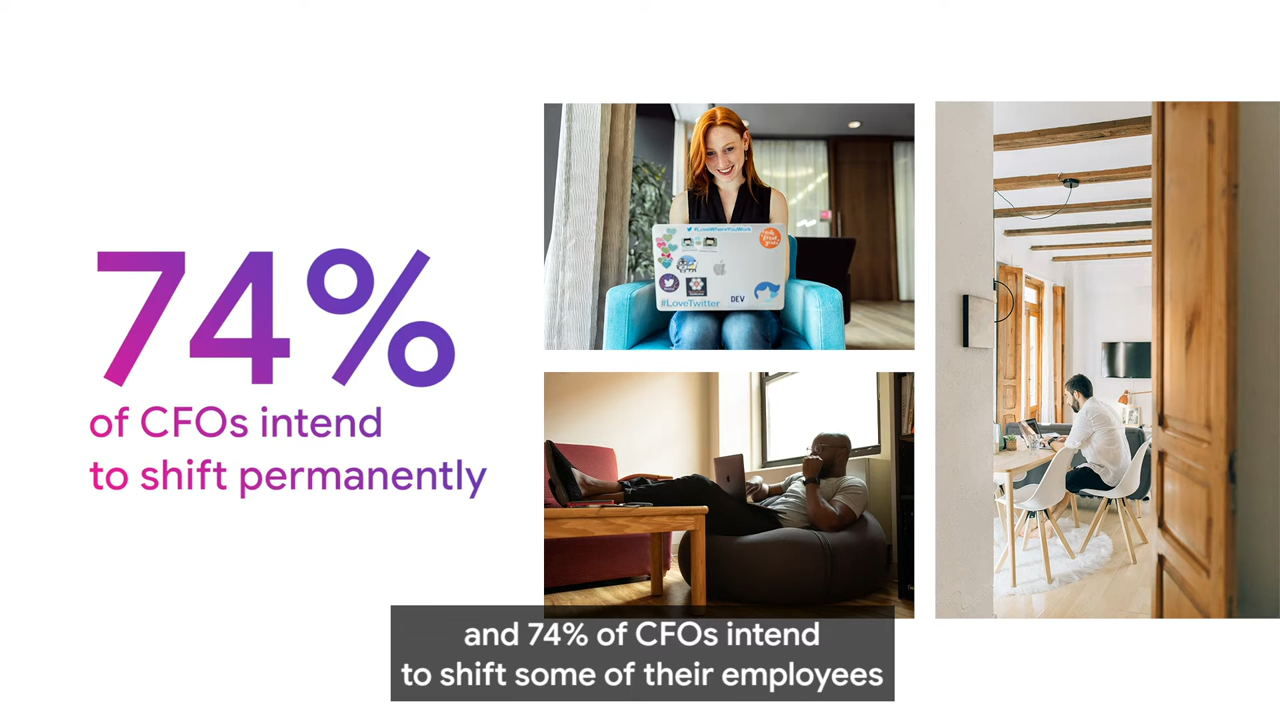 74%
of CFOs intend
to shift permanently
#LoveWhereYouWork
#LoveTwitter
DEV
and 74% of CFOs intend
to shift some of their employees